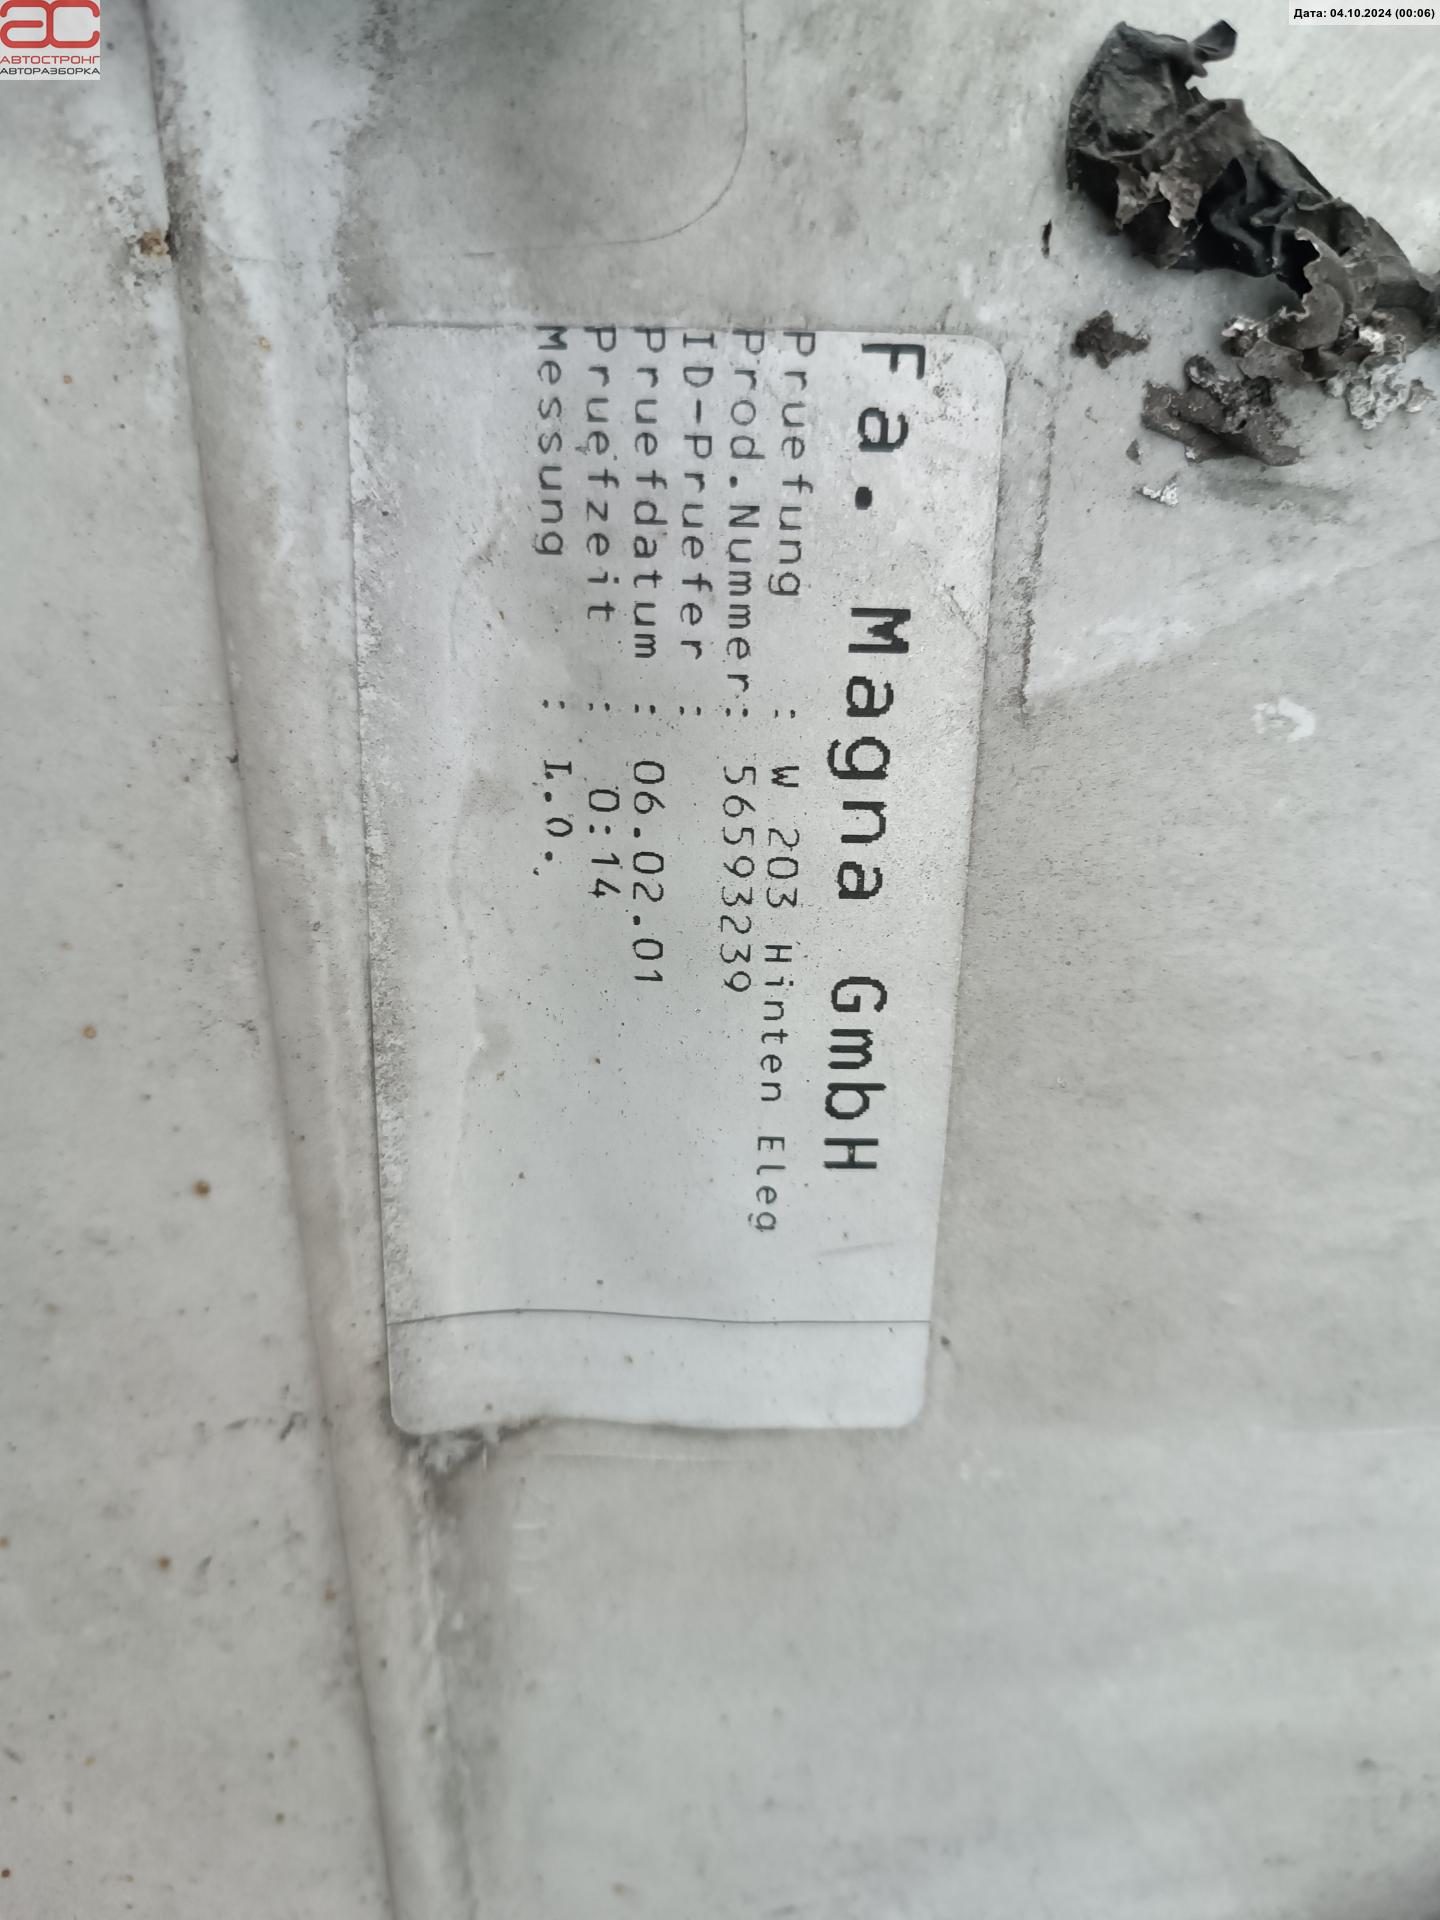 АВТОСТРОНГ
АВТОРАЗБОРКА
Дата: 04.10.2024 (00:06)
Fa. Magna GmbH
Pruefung : W 203 Hinten Eleg
Prod.Nummer: 56593239
ID-Pruefer :
Pruefdatum : 06.02.01
Pruefzeit : 0:14
Messung : I.O.